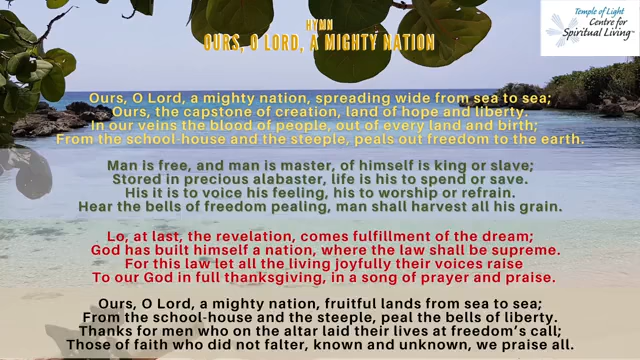 HYMN
OURS, O LORD, A MIGHTY NATION
Temple of Light
Centre for
Spiritual Living™
Ours, O Lord, a mighty nation, spreading wide from sea to sea;
Ours, the capstone of creation, land of hope and liberty.
In our veins the blood of people, out of every land and birth;
From the school-house and the steeple, peals out freedom to the earth.
Man is free, and man is master, of himself is king or slave;
Stored in precious alabaster, life is his to spend or save.
His it is to voice his feeling, his to worship or refrain.
Hear the bells of freedom pealing, man shall harvest all his grain.
Lo, at last, the revelation, comes fulfillment of the dream;
God has built himself a nation, where the law shall be supreme.
For this law let all the living joyfully their voices raise
To our God in full thanksgiving, in a song of prayer and praise.
Ours, O Lord, a mighty nation, fruitful lands from sea to sea;
From the school-house and the steeple, peal the bells of liberty.
Thanks for men who on the altar laid their lives at freedom's call;
Those of faith who did not falter, known and unknown, we praise all.